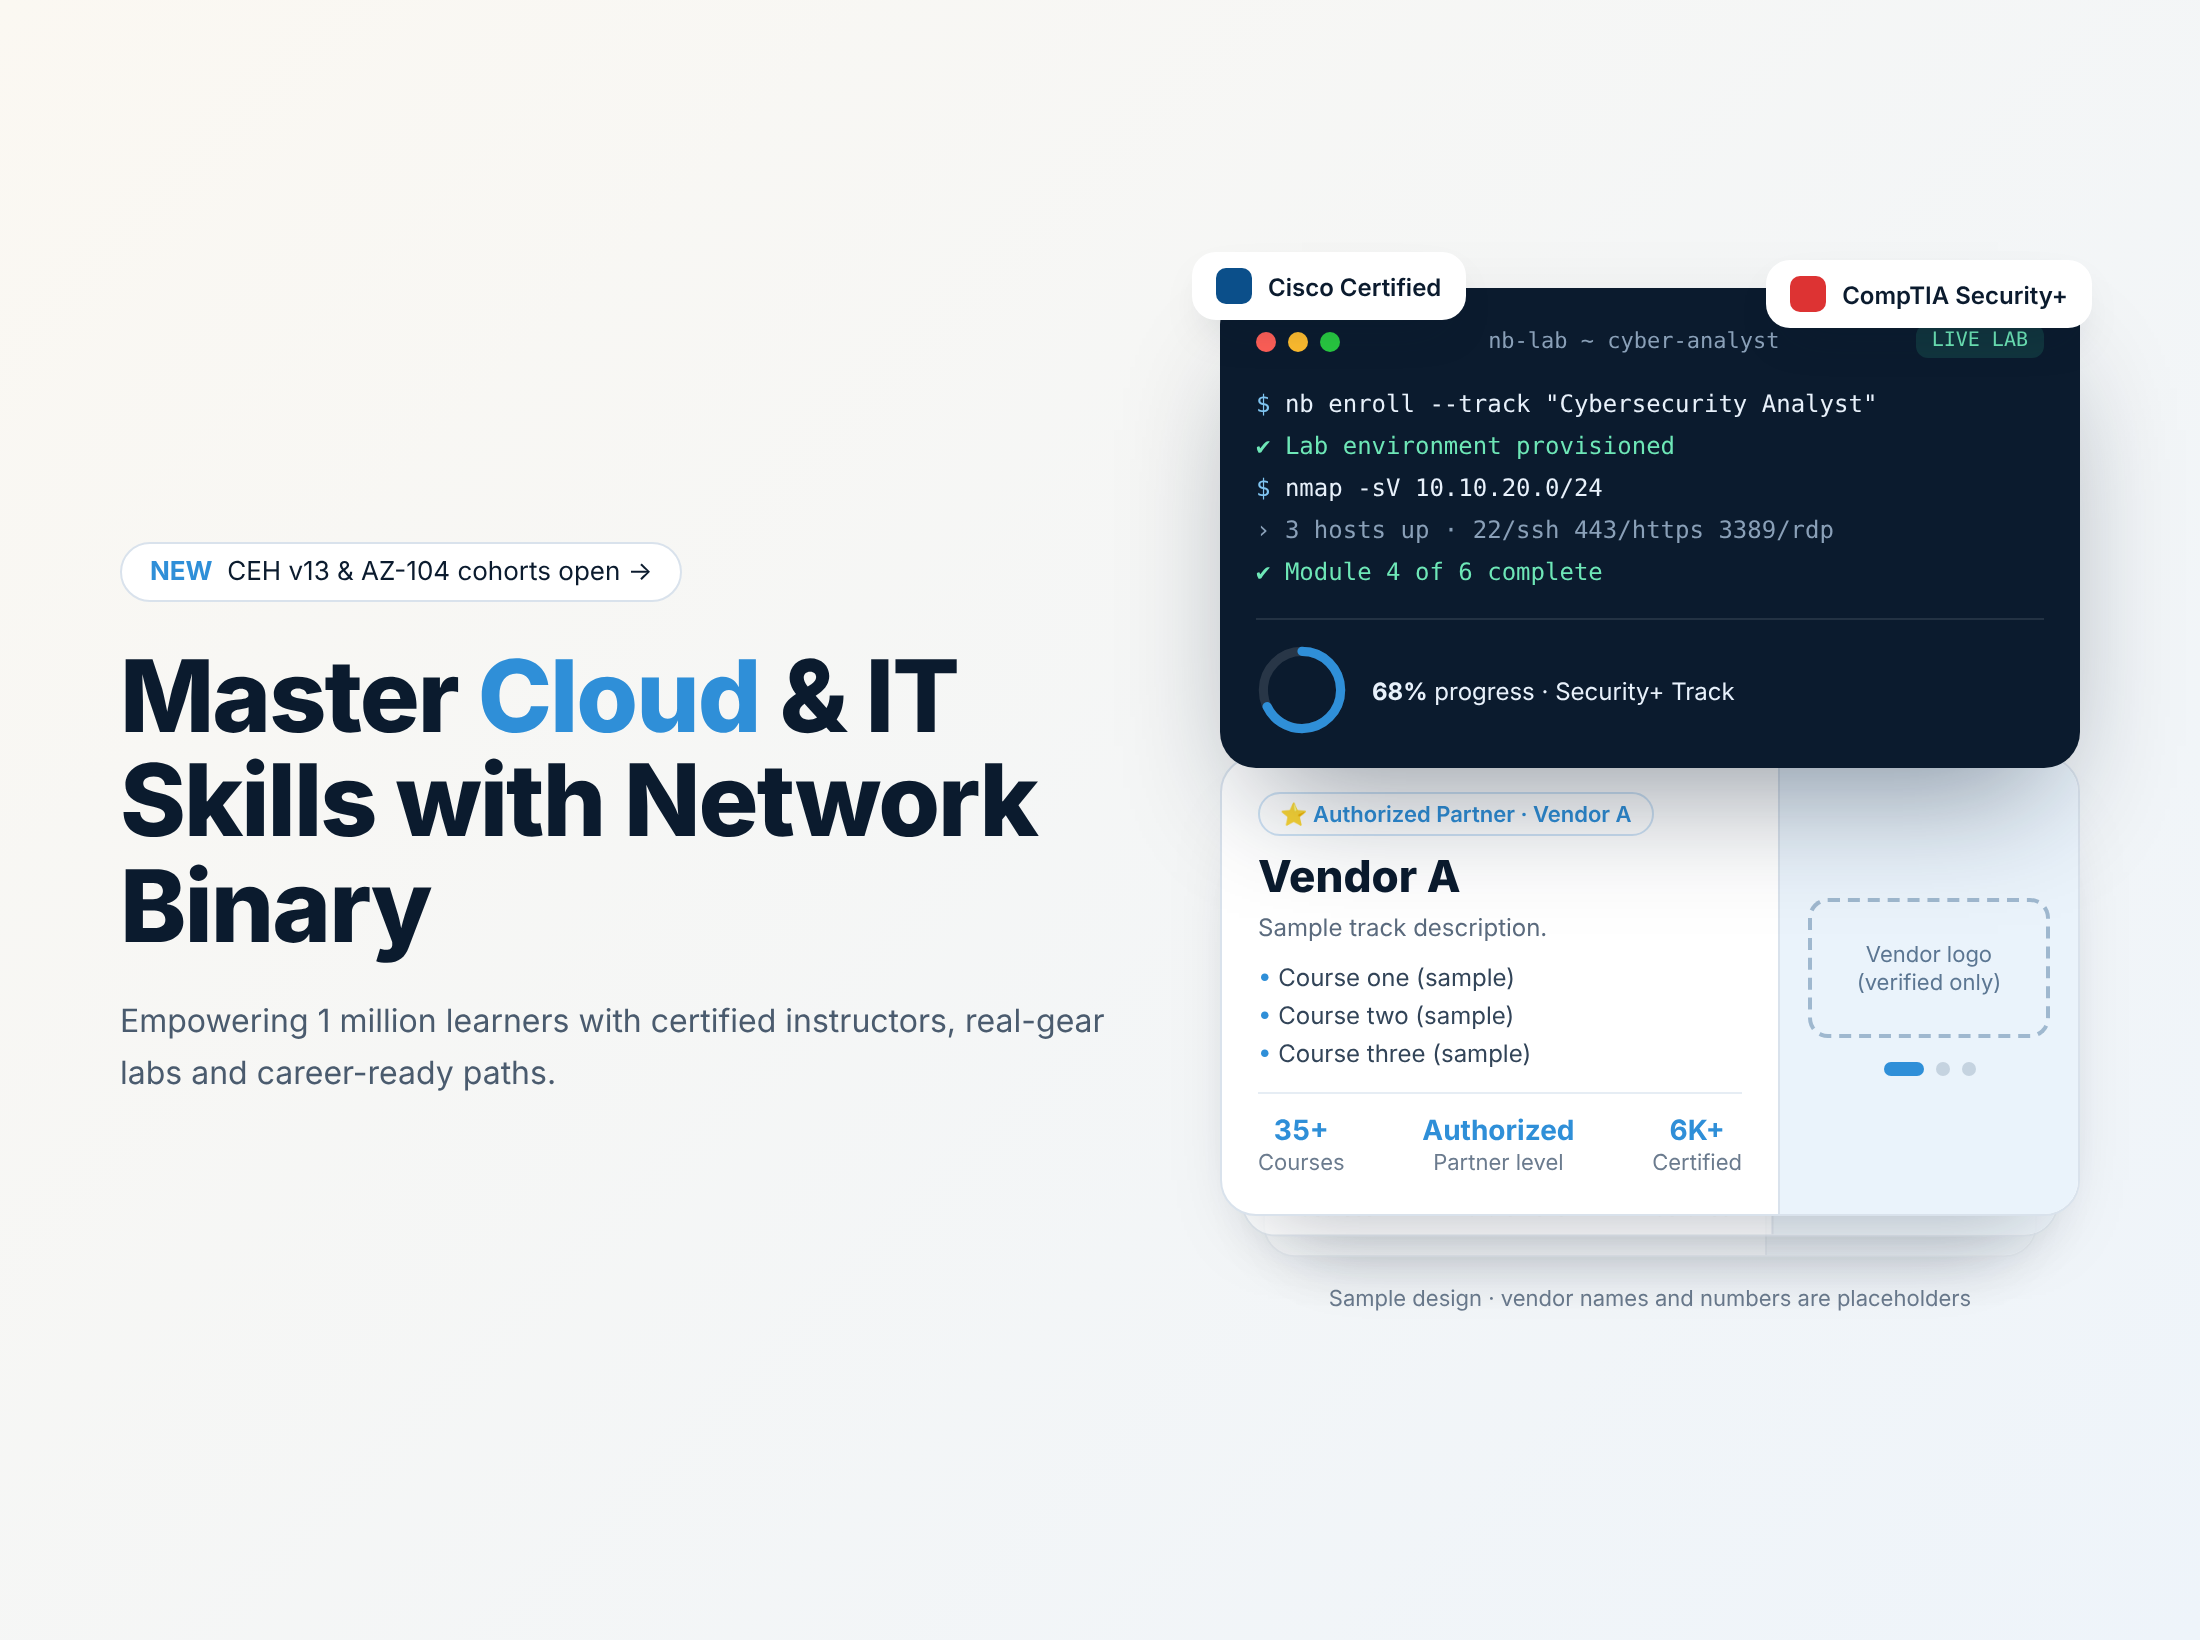 NEW CEH v13 & AZ-104 cohorts open →
Master Cloud & IT
Skills with Network
Binary
Empowering 1 million learners with certified instructors, real-gear
labs and career-ready paths.
Cisco Certified
CompTIA Security+
nb-lab ~ cyber-analyst
LIVE LAB
$ nb enroll --track "Cybersecurity Analyst"
✔ Lab environment provisioned
$ nmap -sV 10.10.20.0/24
› 3 hosts up · 22/ssh 443/https 3389/rdp
✔ Module 4 of 6 complete
68% progress · Security+ Track
⭐ Authorized Partner · Vendor A
Vendor A
Sample track description.
• Course one (sample)
• Course two (sample)
• Course three (sample)
35+ Authorized 6K+
Courses Partner level Certified
Vendor logo
(verified only)
Sample design · vendor names and numbers are placeholders